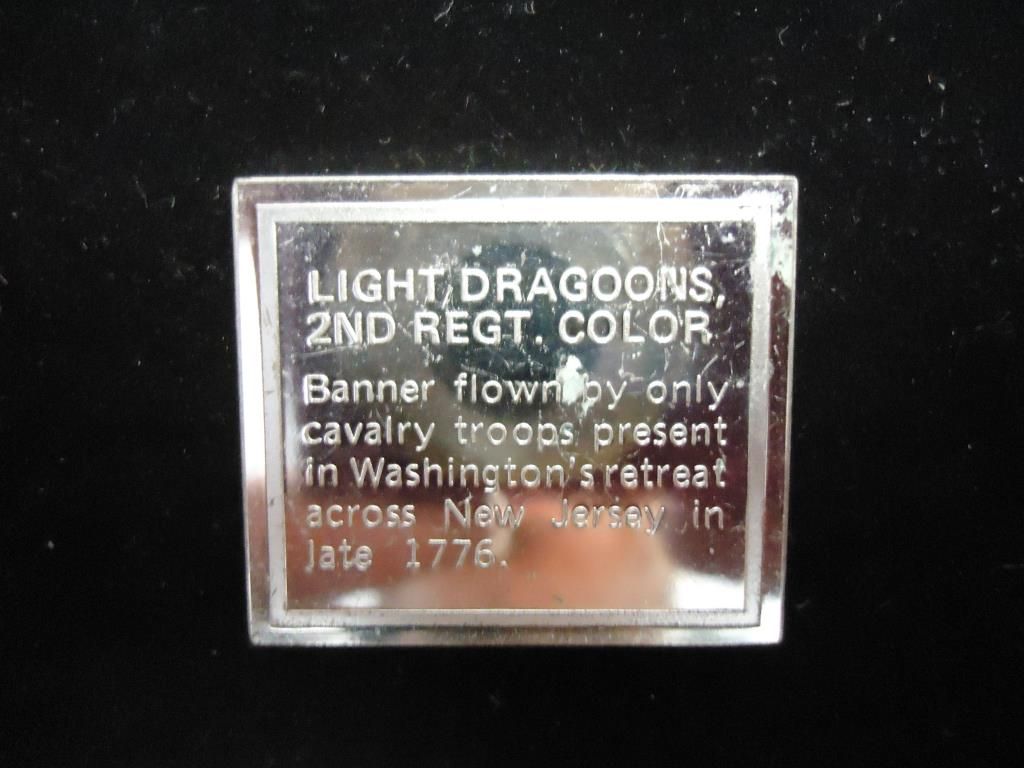 LIGHT DRAGOONS,
2ND REGT. COLOR
Banner flown by only
cavalry troops present
in Washington's retreat
across New Jersey in
late 1776.